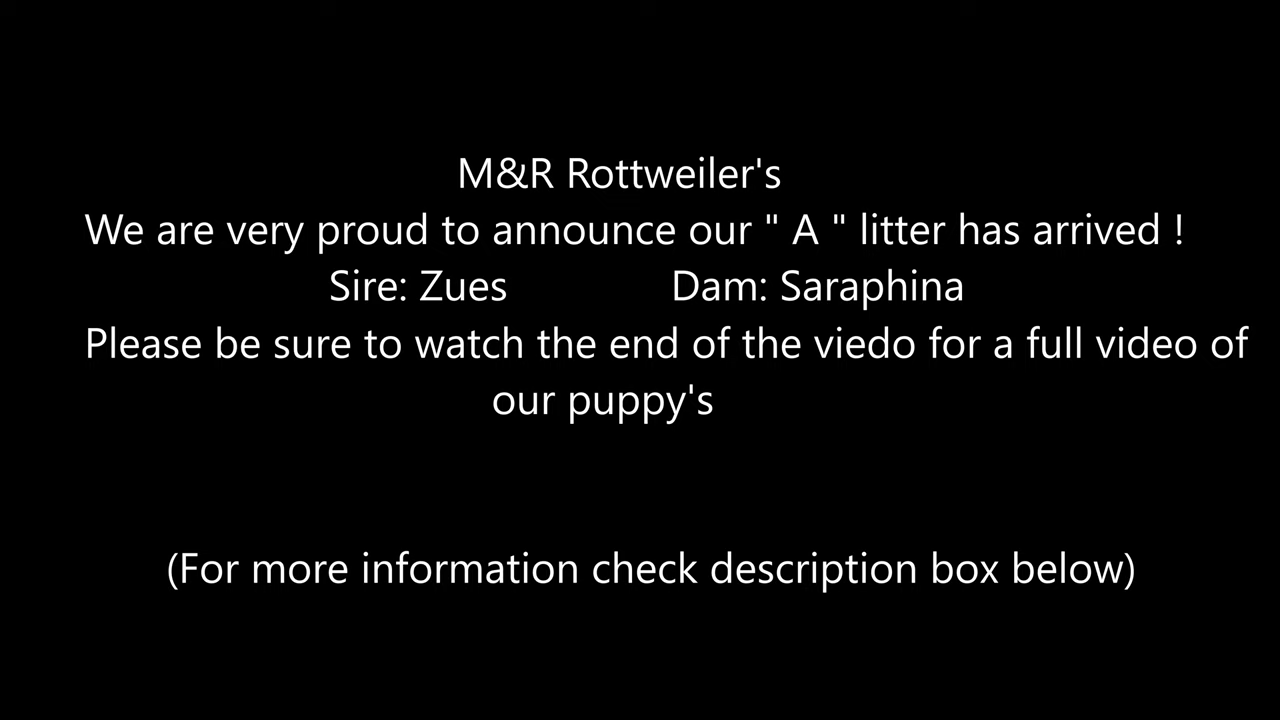 M&R Rottweiler's
We are very proud to announce our " A " litter has arrived !
Sire: Zues Dam: Saraphina
Please be sure to watch the end of the viedo for a full video of
our puppy's
(For more information check description box below)